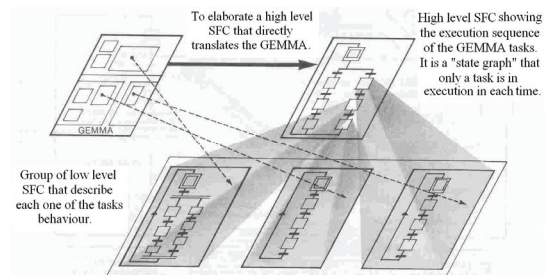 To elaborate a high level
SFC that directly
translates the GEMMA.
High level SFC showing
the execution sequence
of the GEMMA tasks.
It is a "state graph" that
only a task is in
execution in each time.
GEMMA
Group of low level
SFC that describe
each one of the tasks
behaviour.